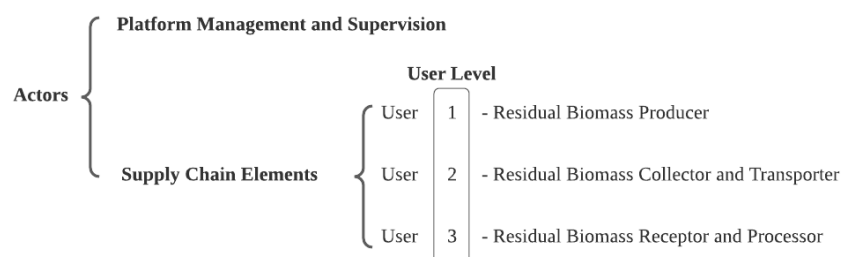 Platform Management and Supervision
User Level
Actors
User 1 - Residual Biomass Producer
Supply Chain Elements User 2 - Residual Biomass Collector and Transporter
User 3 - Residual Biomass Receptor and Processor